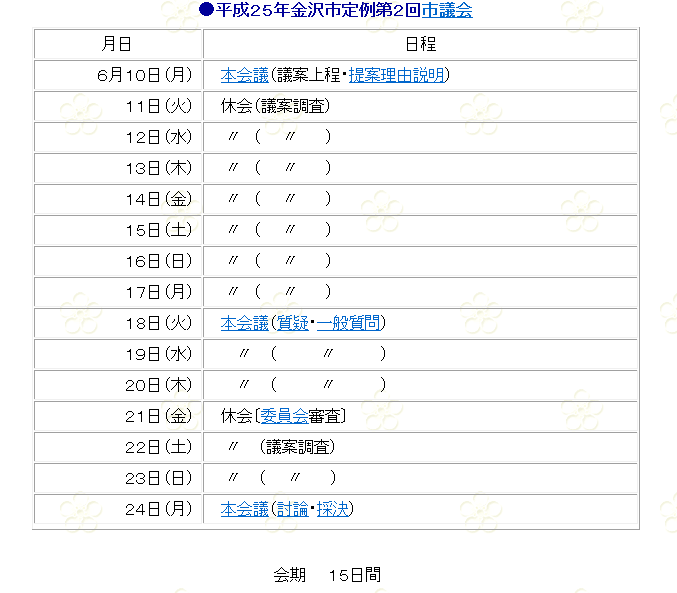 ●平成25年金沢市定例第2回市議会
月日 日程
6月10日(月) 本会議(議案上程・提案理由説明)
11日(火) 休会(議案調査)
12日(水) 〃 ( 〃 )
13日(木) 〃 ( 〃 )
14日(金) 〃 ( 〃 )
15日(土) 〃 ( 〃 )
16日(日) 〃 ( 〃 )
17日(月) 〃 ( 〃 )
18日(火) 本会議(質疑・一般質問)
19日(水) 〃 ( 〃 )
20日(木) 〃 ( 〃 )
21日(金) 休会〔委員会審査〕
22日(土) 〃 (議案調査)
23日(日) 〃 ( 〃 )
24日(月) 本会議(討論・採決)
会期 15日間